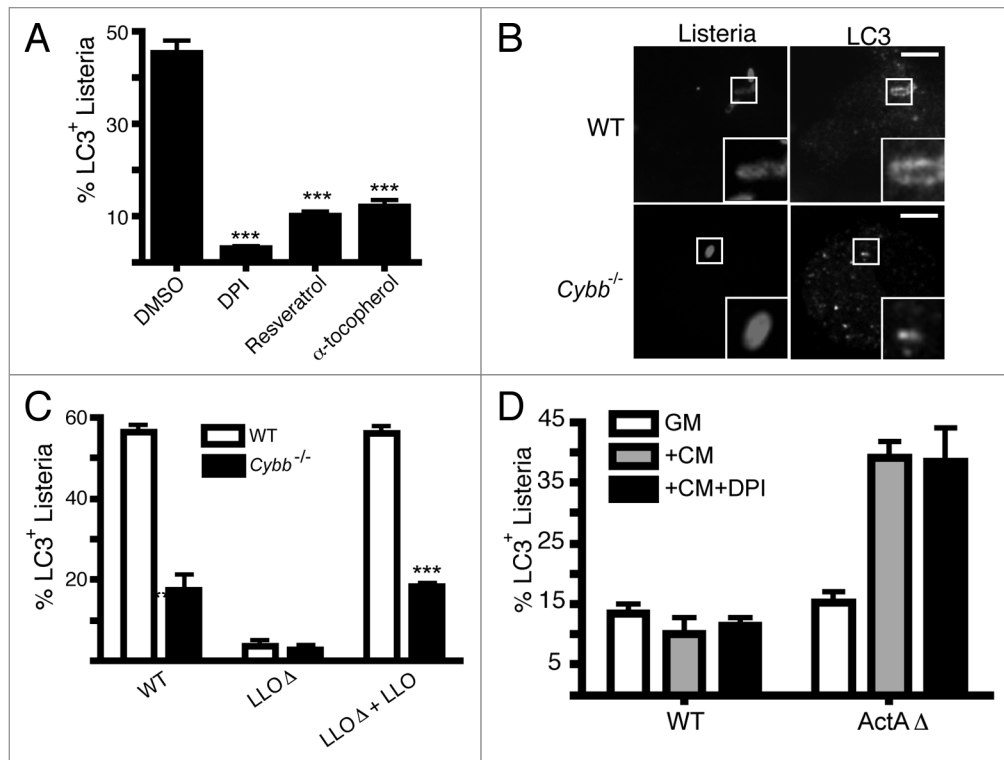 A
% LC3+ Listeria
50
30
10
***
***
***
DMSO
DPI
Resveratrol
α-tocopherol
B
Listeria
LC3
WT
Cybb-/-
C
% LC3+ Listeria
60
40
20
WT
Cybb-/-
**
***
WT
LLO Δ
LLO Δ + LLO
D
% LC3+ Listeria
45
35
25
15
5
GM
+CM
+CM+DPI
WT
ActA Δ